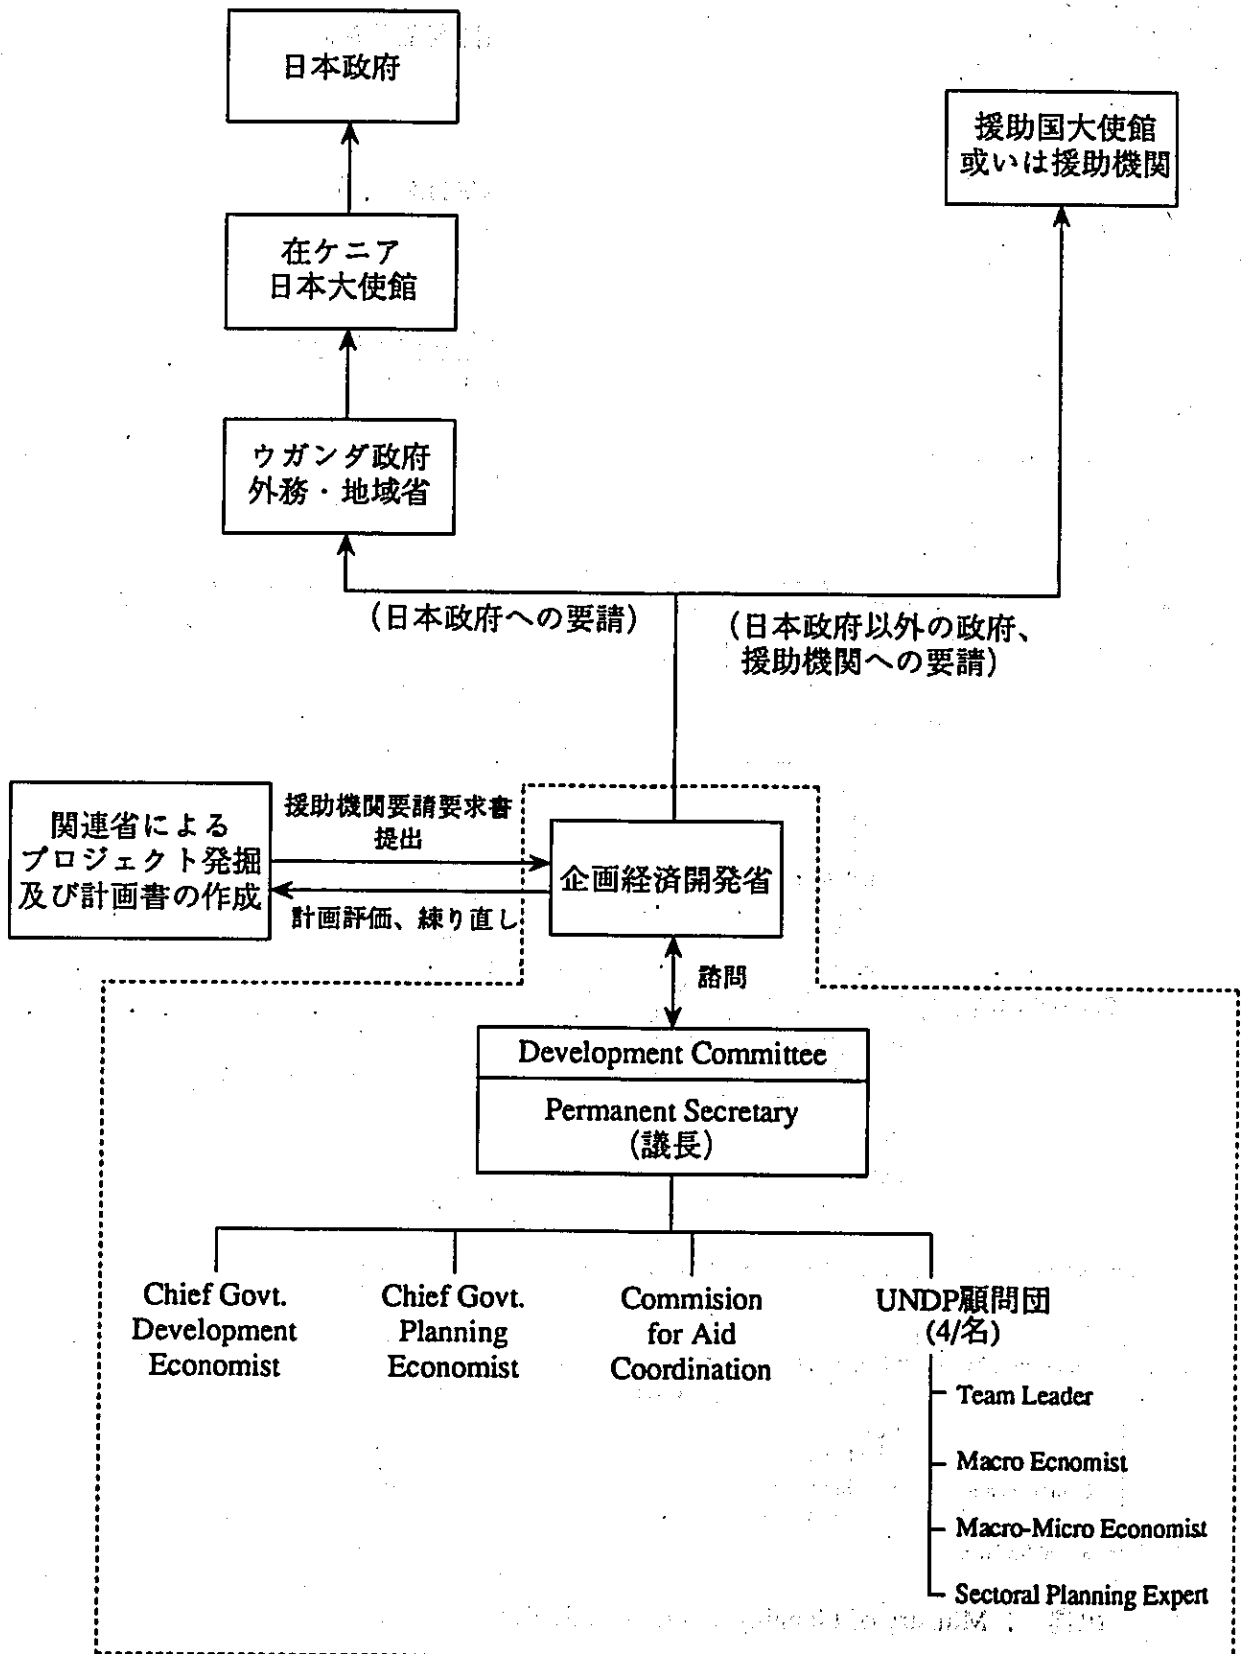 日本政府
援助国大使館
或いは援助機関
在ケニア
日本大使館
ウガンダ政府
外務・地域省
(日本政府への要請)
(日本政府以外の政府、
援助機関への要請)
関連省による
プロジェクト発掘
及び計画書の作成
援助機関要請要求書
提出
計画評価、練り直し
企画経済開発省
諮問
Development Committee
Permanent Secretary
(議長)
Chief Govt.
Development
Economist
Chief Govt.
Planning
Economist
Commision
for Aid
Coordination
UNDP顧問団
(4/名)
Team Leader
Macro Ecnomist
Macro-Micro Economist
Sectoral Planning Expert